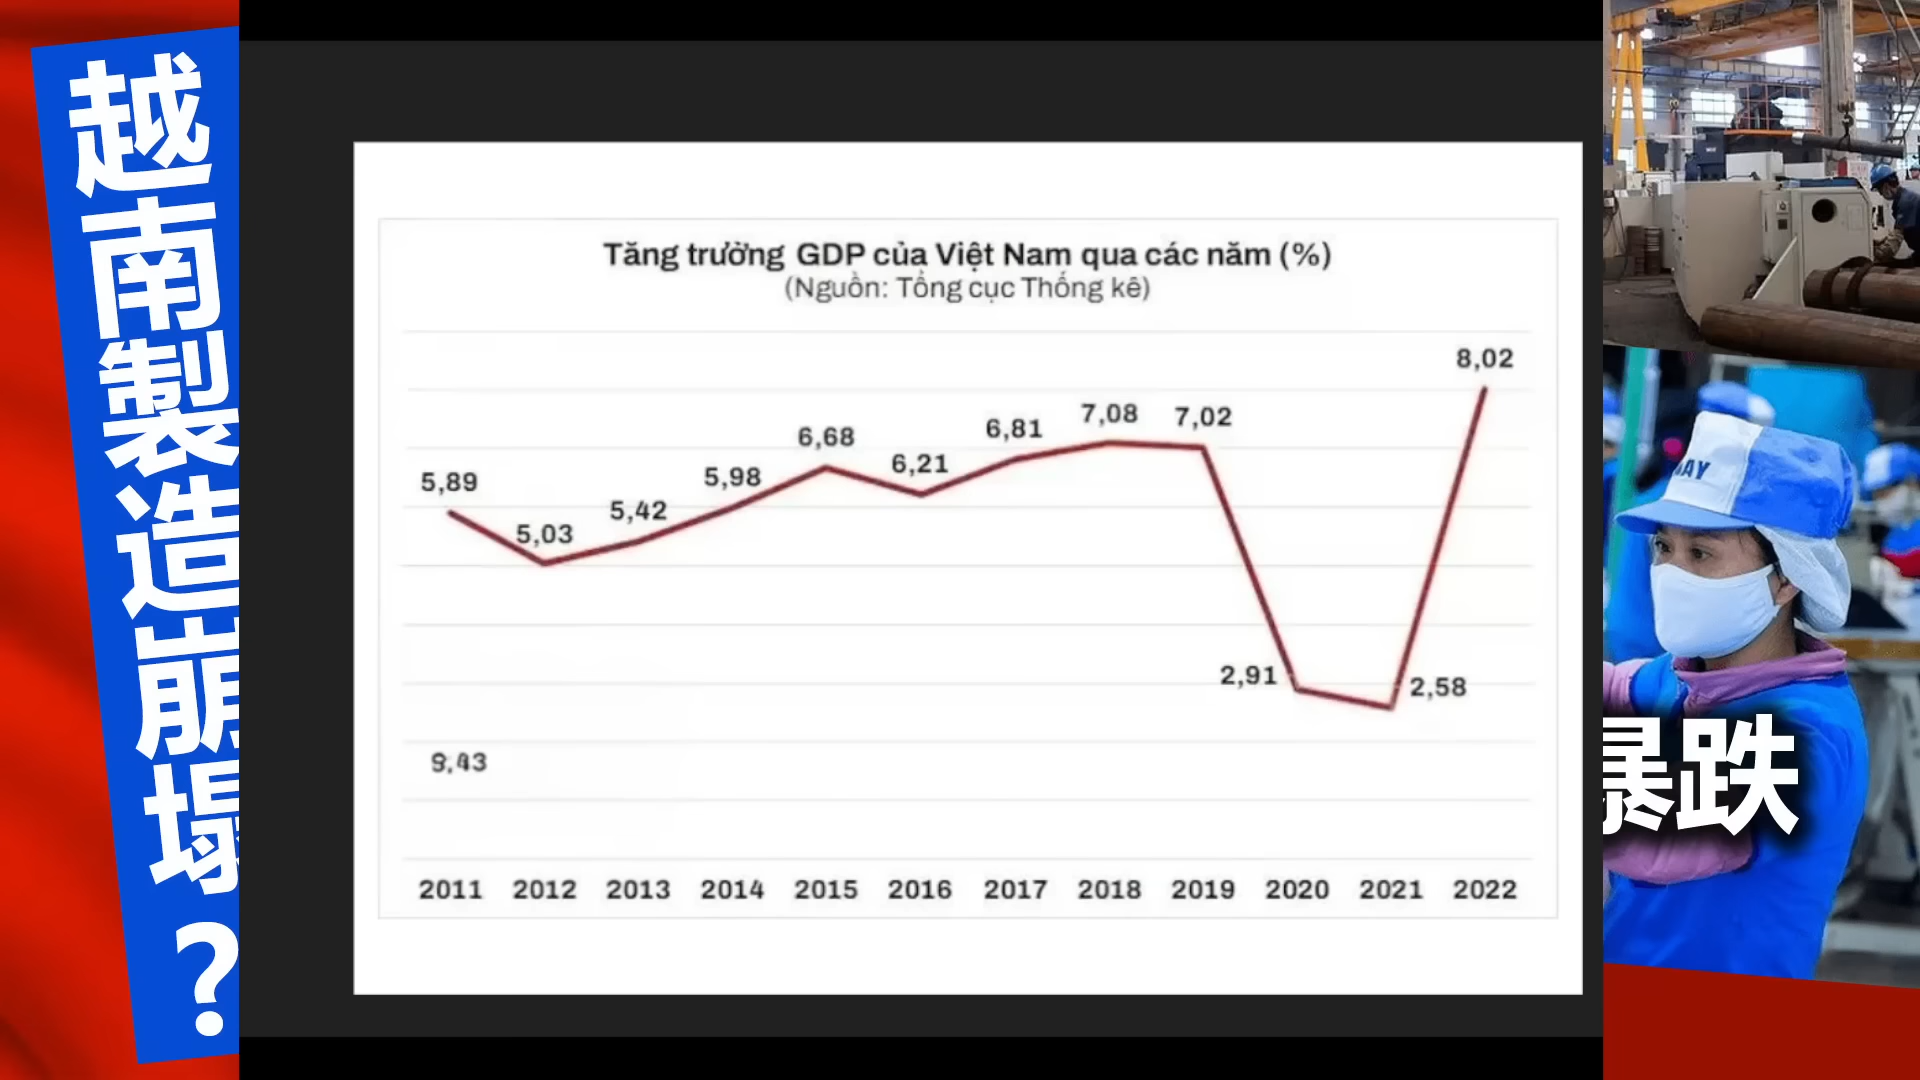 越南製造崩塌?
Tăng trưởng GDP của Việt Nam qua các năm (%)
(Nguồn: Tổng cục Thống kê)
5,89
5,03
5,42
5,98
6,68
6,21
6,81
7,08
7,02
2,91
2,58
8,02
2011 2012 2013 2014 2015 2016 2017 2018 2019 2020 2021 2022
暴跌